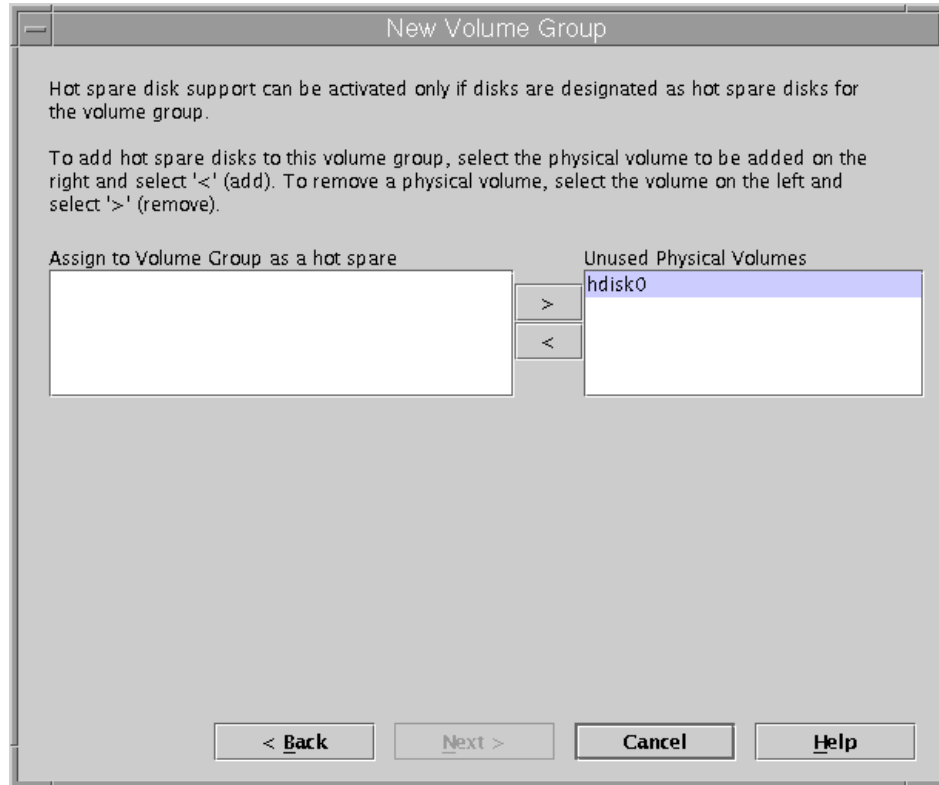 New Volume Group
Hot spare disk support can be activated only if disks are designated as hot spare disks for
the volume group.
To add hot spare disks to this volume group, select the physical volume to be added on the
right and select '<' (add). To remove a physical volume, select the volume on the left and
select '>' (remove).
Assign to Volume Group as a hot spare
Unused Physical Volumes
hdisk0
>
<
< Back
Next >
Cancel
Help